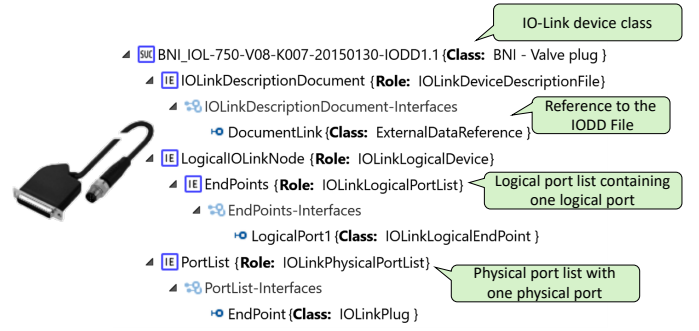 IO-Link device class
SUC BNI_IOL-750-V08-K007-20150130-IODD1.1 {Class: BNI - Valve plug }
IE IOLinkDescriptionDocument {Role: IOLinkDeviceDescriptionFile}
IOLinkDescriptionDocument-Interfaces
Reference to the
IODD File
DocumentLink {Class: ExternalDataReference }
IE LogicalIOLinkNode {Role: IOLinkLogicalDevice}
IE EndPoints {Role: IOLinkLogicalPortList}
Logical port list containing
one logical port
EndPoints-Interfaces
LogicalPort1 {Class: IOLinkLogicalEndPoint }
IE PortList {Role: IOLinkPhysicalPortList}
Physical port list with
one physical port
PortList-Interfaces
EndPoint {Class: IOLinkPlug }